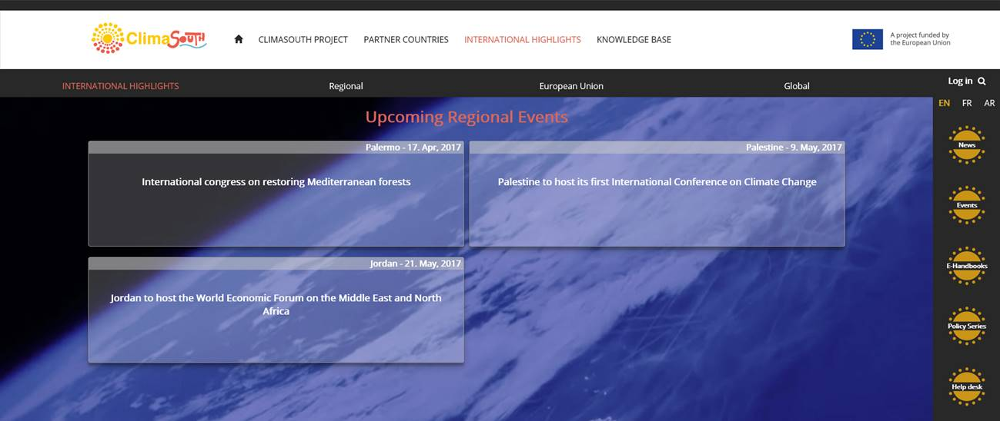 ClimaSouth
CLIMASOUTH PROJECT
PARTNER COUNTRIES
INTERNATIONAL HIGHLIGHTS
KNOWLEDGE BASE
A project funded by
the European Union
INTERNATIONAL HIGHLIGHTS
Regional
European Union
Global
Log in
EN FR AR
Upcoming Regional Events
Palermo - 17. Apr, 2017
International congress on restoring Mediterranean forests
Palestine - 9. May, 2017
Palestine to host its first International Conference on Climate Change
Jordan - 21. May, 2017
Jordan to host the World Economic Forum on the Middle East and North
Africa
News
Events
E-Handbooks
Policy Series
Help desk